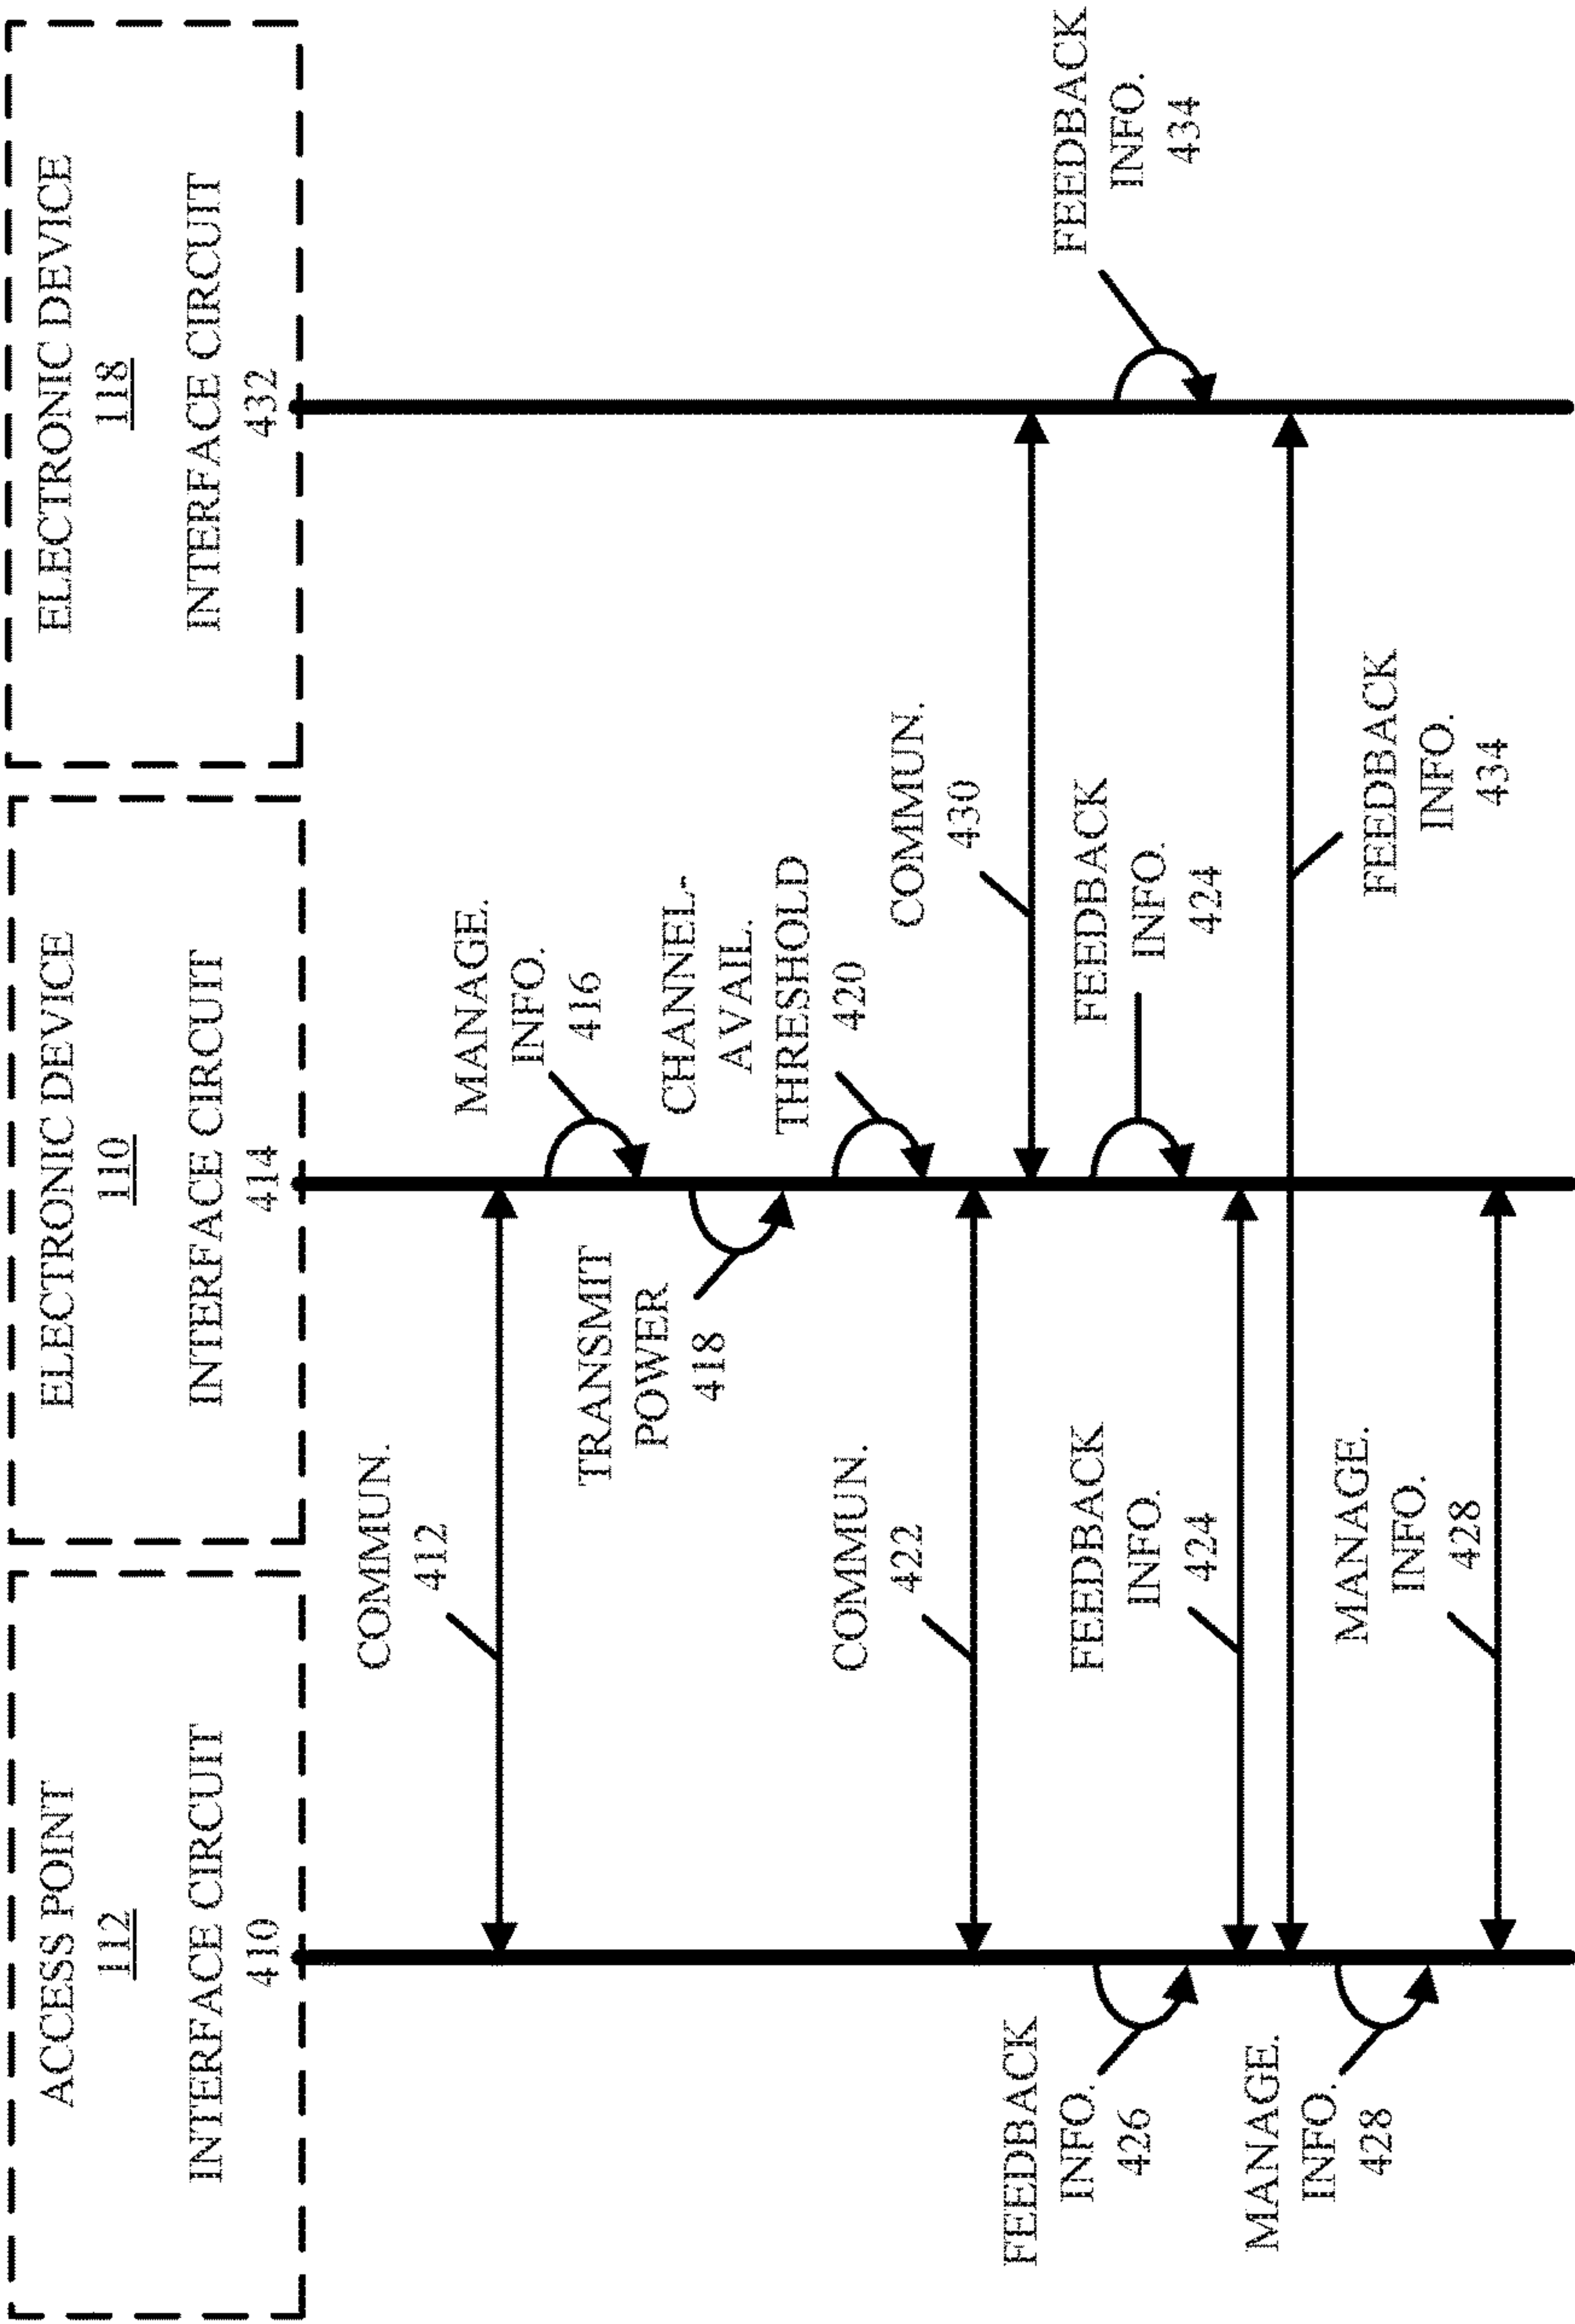 ACCESS POINT
112
INTERFACE CIRCUIT
410
ELECTRONIC DEVICE
110
INTERFACE CIRCUIT
414
ELECTRONIC DEVICE
118
INTERFACE CIRCUIT
432
COMMUN.
412
MANAGE.
INFO.
416
TRANSMIT
POWER
418
CHANNEL-
AVAIL.
THRESHOLD
420
COMMUN.
422
COMMUN.
430
FEEDBACK
INFO.
426
FEEDBACK
INFO.
424
FEEDBACK
INFO.
424
FEEDBACK
INFO.
434
MANAGE.
INFO.
428
MANAGE.
INFO.
428
FEEDBACK
INFO.
434